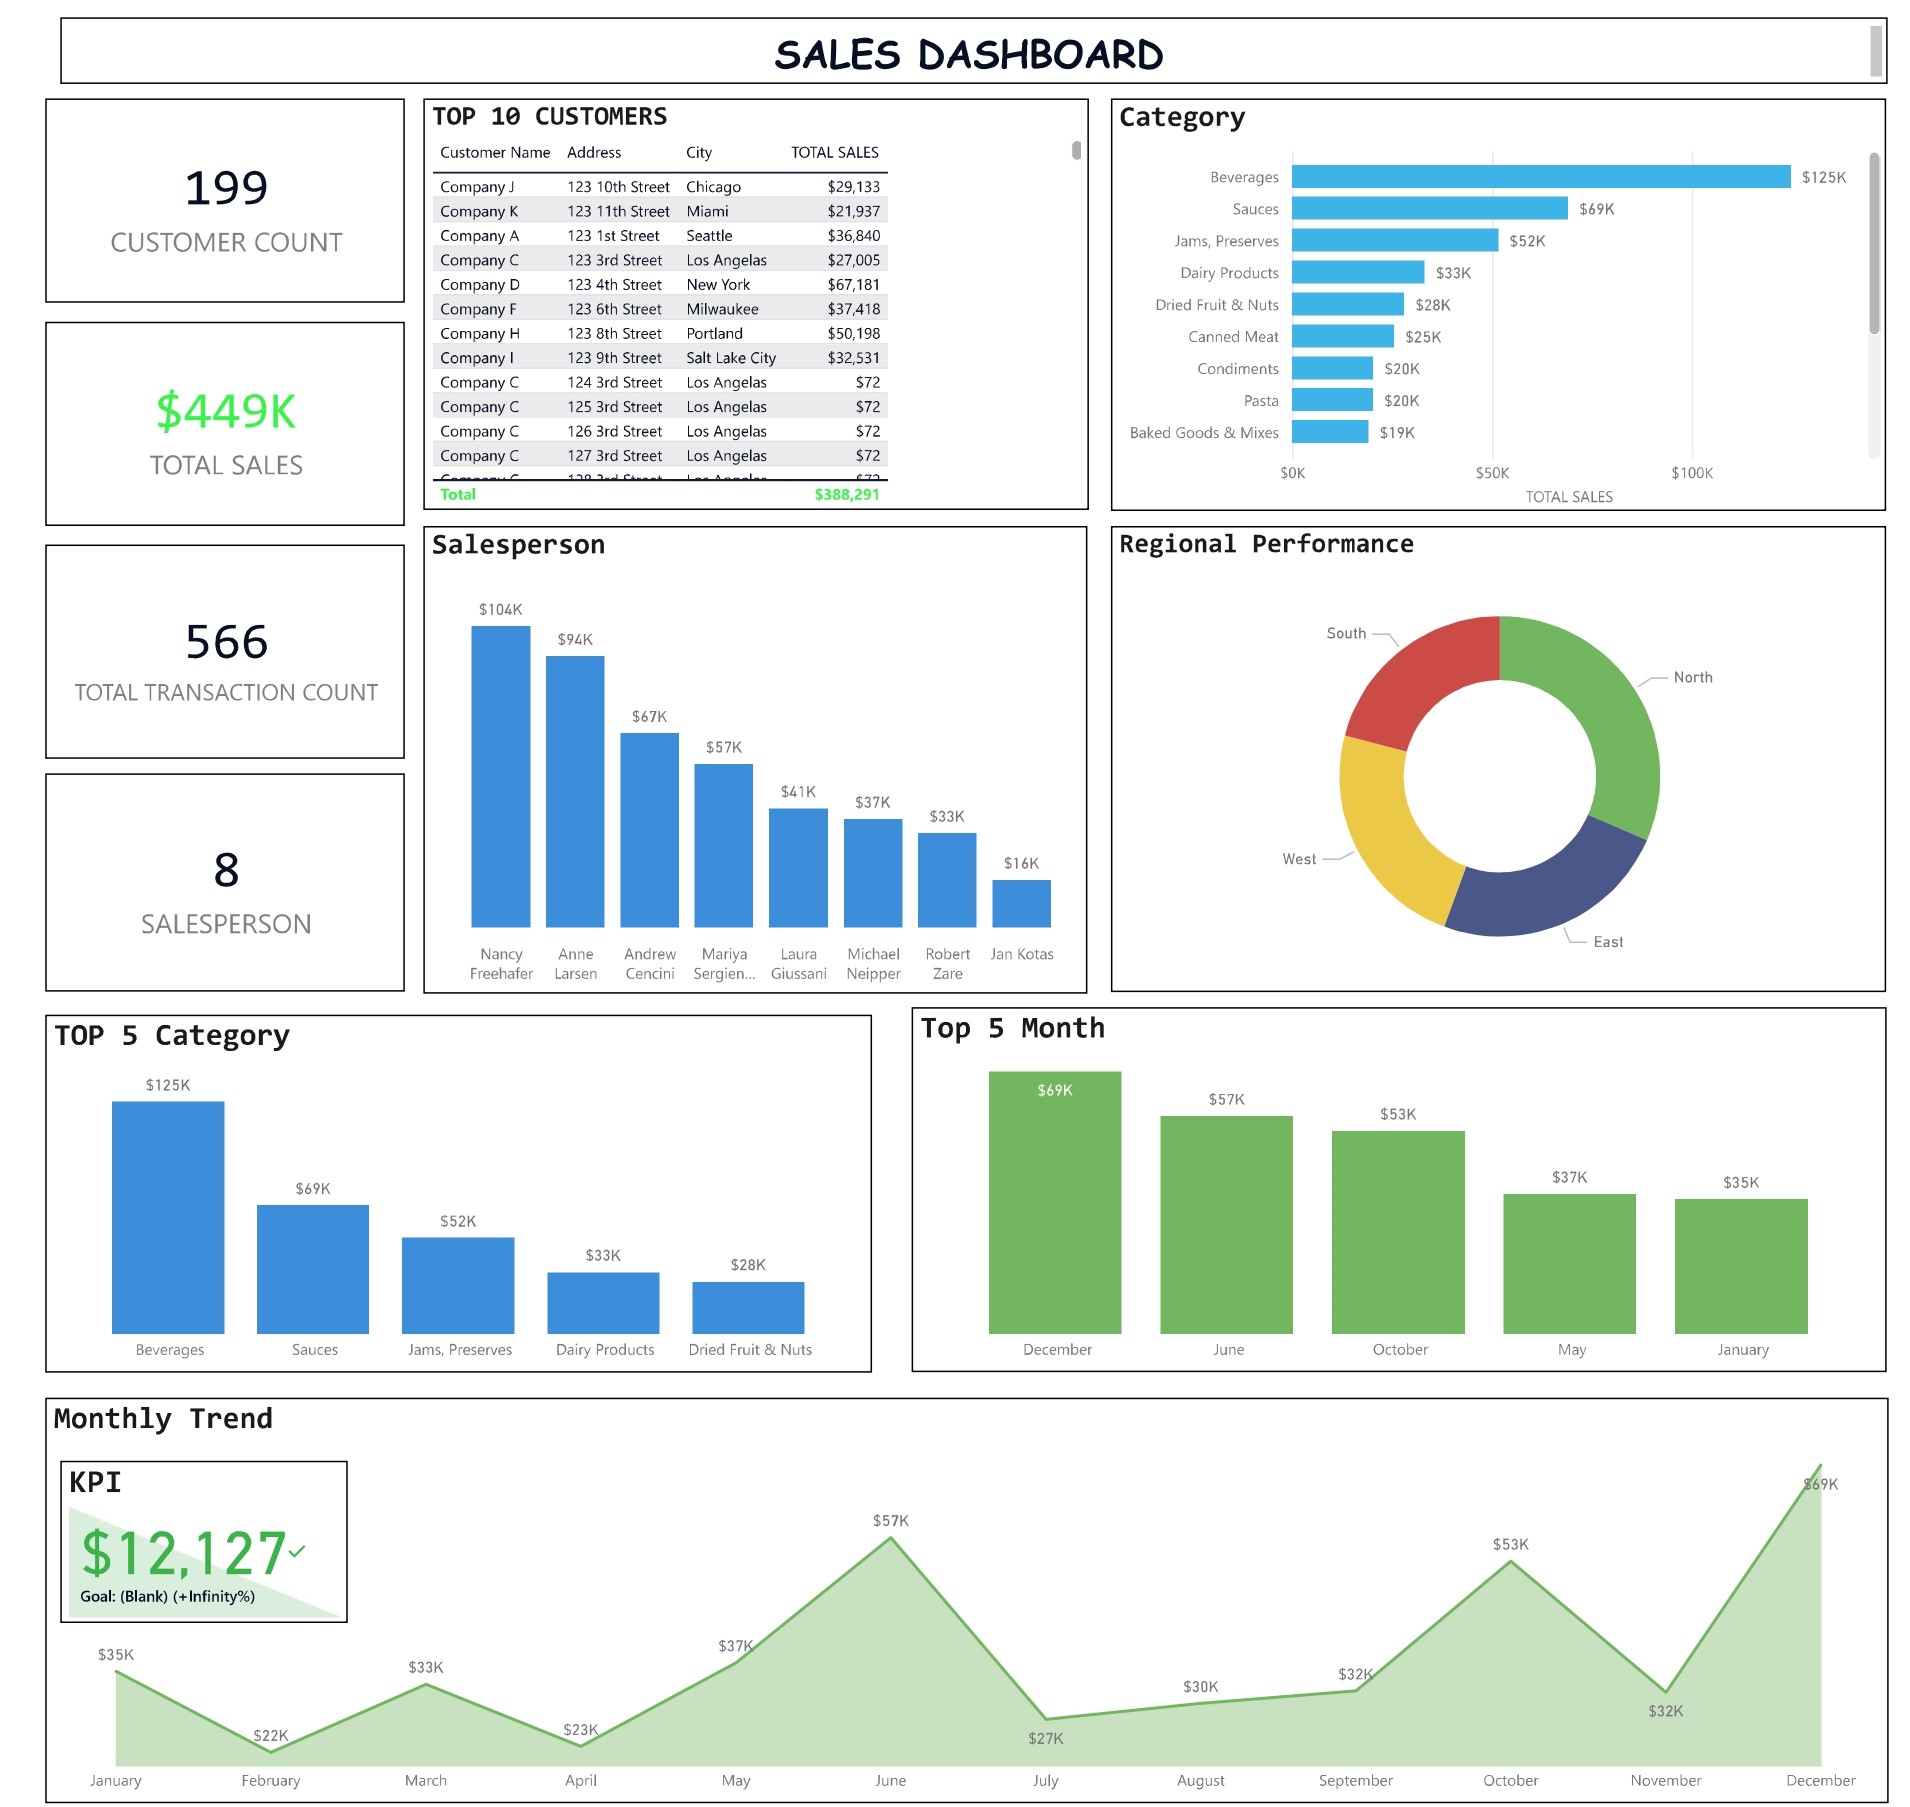 SALES DASHBOARD
199
CUSTOMER COUNT
$449K
TOTAL SALES
566
TOTAL TRANSACTION COUNT
8
SALESPERSON
TOP 10 CUSTOMERS
Customer Name Address City TOTAL SALES
Company J 123 10th Street Chicago $29,133
Company K 123 11th Street Miami $21,937
Company A 123 1st Street Seattle $36,840
Company C 123 3rd Street Los Angelas $27,005
Company D 123 4th Street New York $67,181
Company F 123 6th Street Milwaukee $37,418
Company H 123 8th Street Portland $50,198
Company I 123 9th Street Salt Lake City $32,531
Company C 124 3rd Street Los Angelas $72
Company C 125 3rd Street Los Angelas $72
Company C 126 3rd Street Los Angelas $72
Company C 127 3rd Street Los Angelas $72
Total $388,291
Category
Beverages $125K
Sauces $69K
Jams, Preserves $52K
Dairy Products $33K
Dried Fruit & Nuts $28K
Canned Meat $25K
Condiments $20K
Pasta $20K
Baked Goods & Mixes $19K
$0K $50K $100K
TOTAL SALES
Salesperson
$104K
$94K
$67K
$57K
$41K
$37K
$33K
$16K
Nancy Anne Andrew Mariya Laura Michael Robert Jan Kotas
Freehafer Larsen Cencini Sergien... Giussani Neipper Zare
Regional Performance
South
North
West
East
TOP 5 Category
$125K
$69K
$52K
$33K
$28K
Beverages Sauces Jams, Preserves Dairy Products Dried Fruit & Nuts
Top 5 Month
$69K
$57K
$53K
$37K
$35K
December June October May January
Monthly Trend
KPI
$12,127✓
Goal: (Blank) (+Infinity%)
$35K
$22K
$33K
$23K
$37K
$57K
$27K
$30K
$32K
$53K
$32K
$69K
January February March April May June July August September October November December